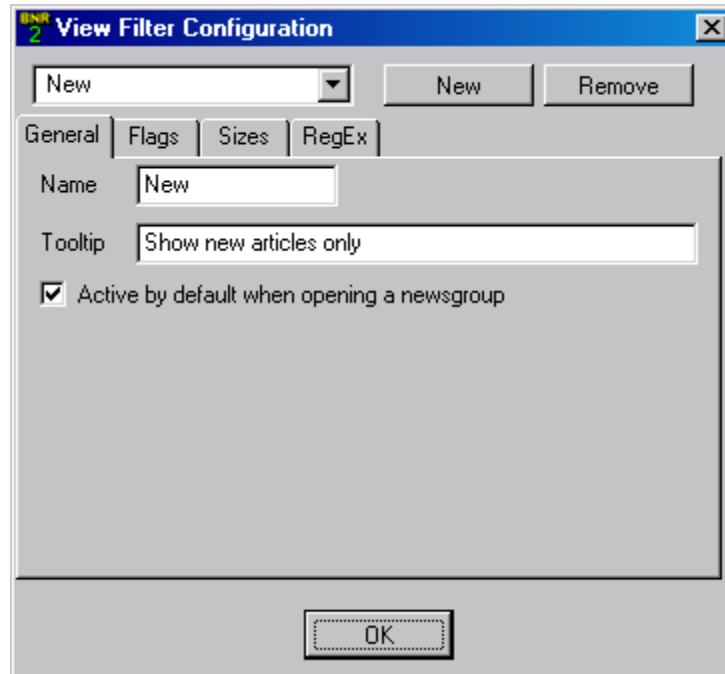 BNR 2 View Filter Configuration
New New Remove
General Flags Sizes RegEx
Name New
Tooltip Show new articles only
Active by default when opening a newsgroup
OK